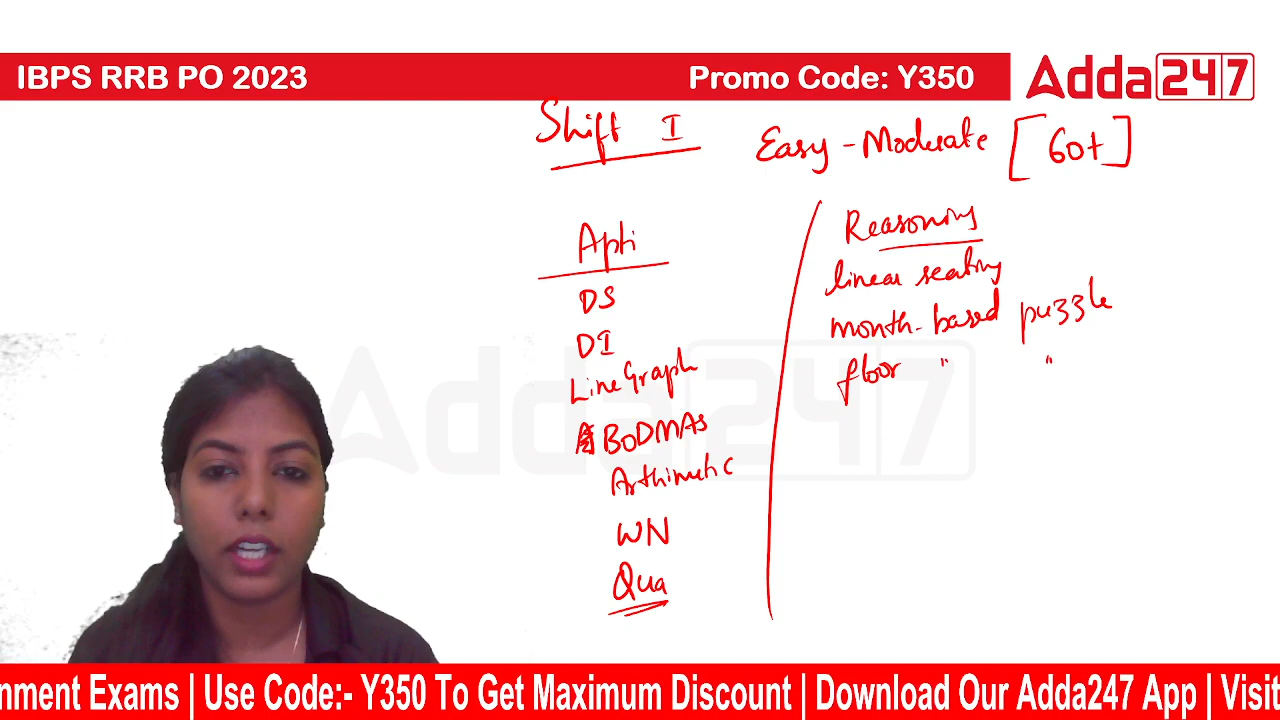 IBPS RRB PO 2023
Promo Code: Y350
Adda247
Shift I
Easy - Moderate [60+]
Apti
DS
DI
Line Graph
BODMAS
Arthimetic
WN
Qua
Reasoning
linear seating
month-based puzzle
floor " "
Adda247
nment Exams | Use Code:- Y350 To Get Maximum Discount | Download Our Adda247 App | Visit